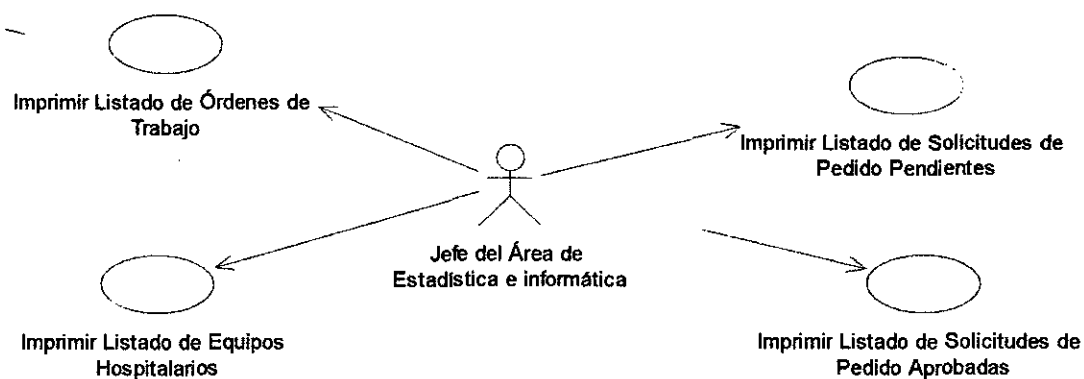 Imprimir Listado de Órdenes de
Trabajo
Imprimir Listado de Solicitudes de
Pedido Pendientes
Jefe del Área de
Estadística e informática
Imprimir Listado de Equipos
Hospitalarios
Imprimir Listado de Solicitudes de
Pedido Aprobadas